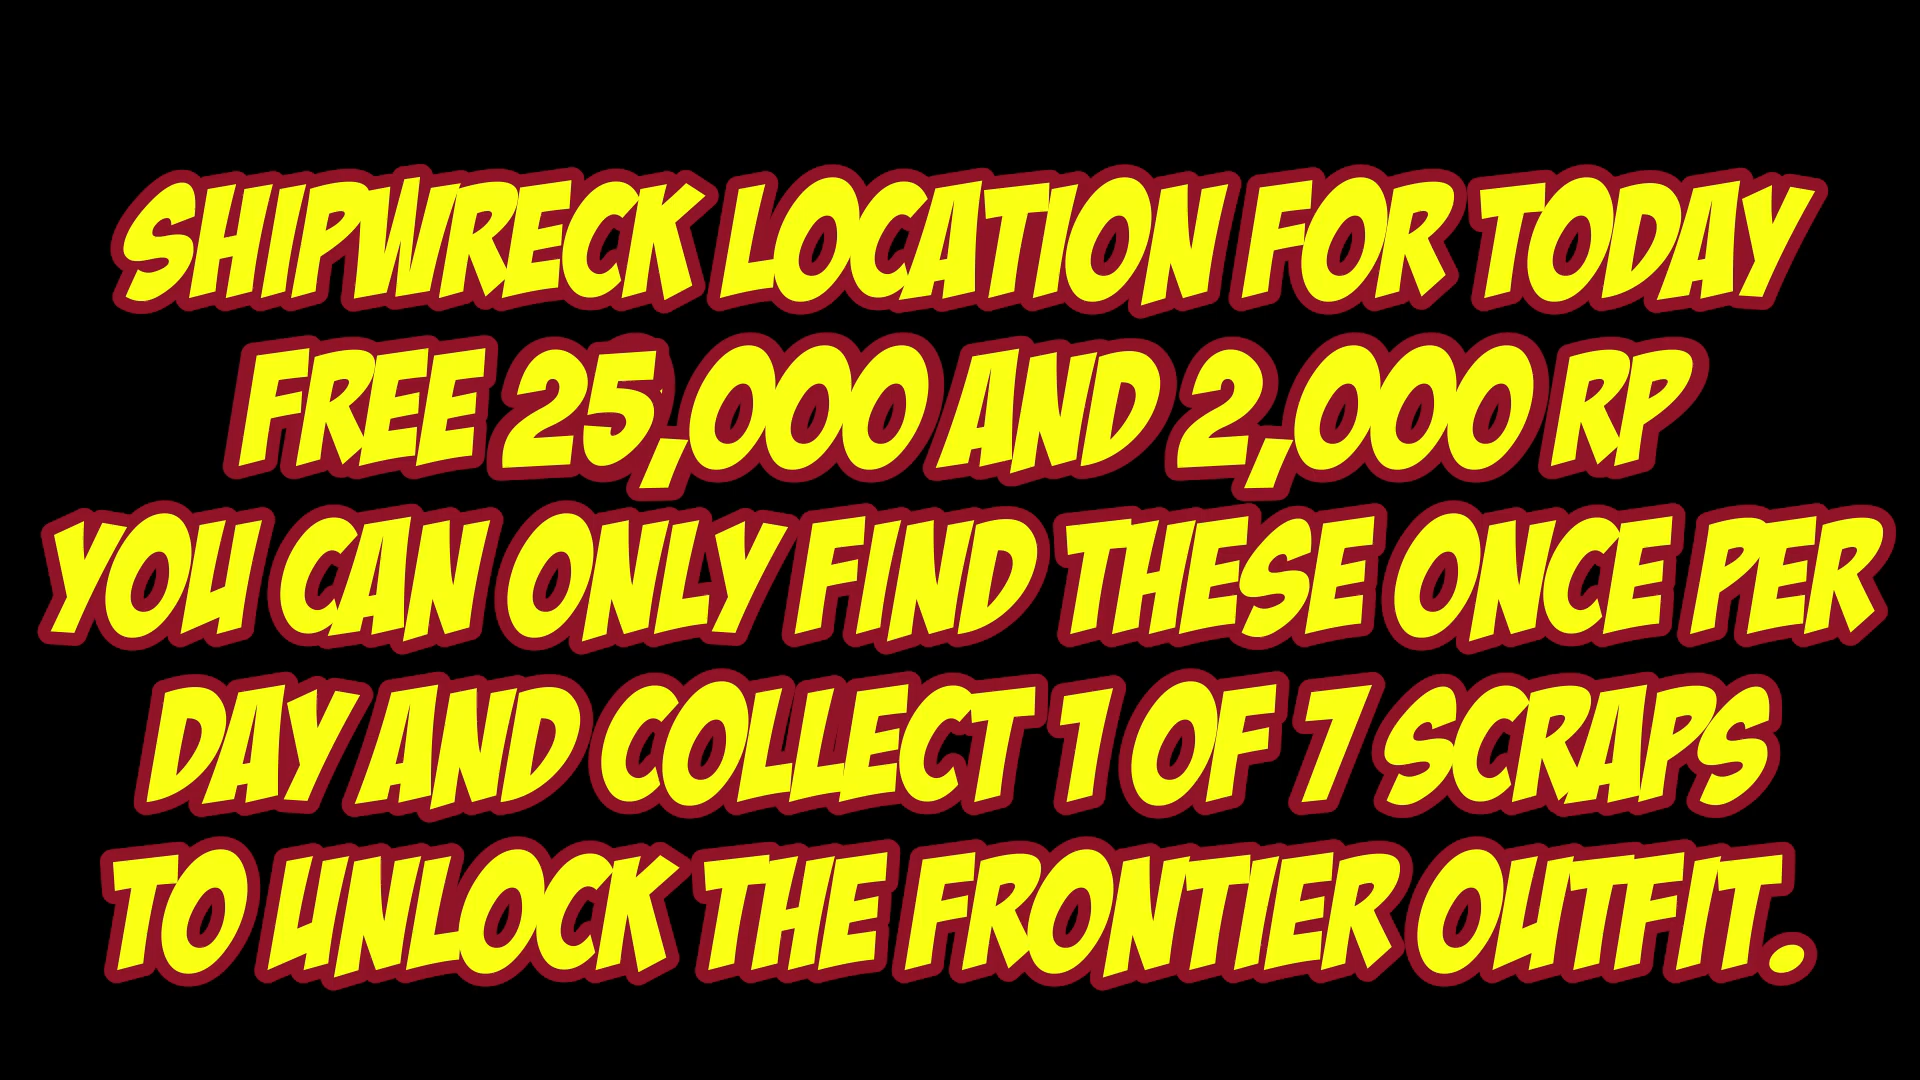 SHIPWRECK LOCATION FOR TODAY
FREE 25,000 AND 2,000 RP
YOU CAN ONLY FIND THESE ONCE PER
DAY AND COLLECT 1 OF 7 SCRAPS
TO UNLOCK THE FRONTIER OUTFIT.